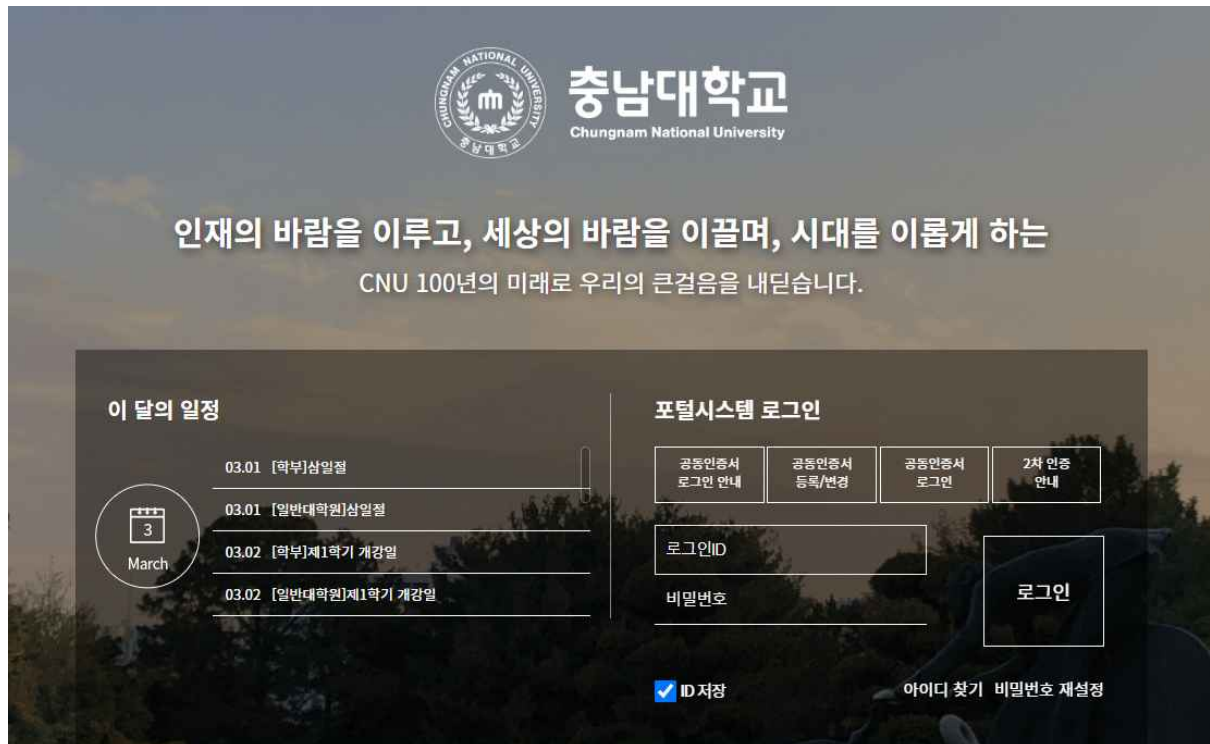 CHUNGNAM NATIONAL UNIVERSITY
충남대학교
충남대학교
Chungnam National University
인재의 바람을 이루고, 세상의 바람을 이끌며, 시대를 이롭게 하는
CNU 100년의 미래로 우리의 큰걸음을 내딛습니다.
이 달의 일정
3
March
03.01 [학부]삼일절
03.01 [일반대학원]삼일절
03.02 [학부]제1학기 개강일
03.02 [일반대학원]제1학기 개강일
포털시스템 로그인
공동인증서
로그인 안내
공동인증서
등록/변경
공동인증서
로그인
2차 인증
안내
로그인ID
비밀번호
로그인
ID 저장
아이디 찾기 비밀번호 재설정